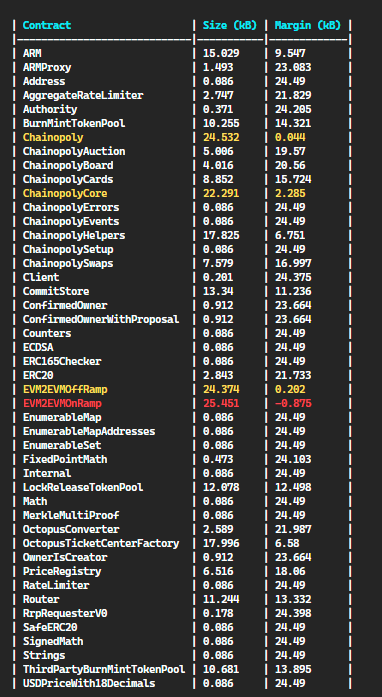 | Contract | Size (kB) | Margin (kB) |
|-----------------------------|-----------|-------------|
| ARM | 15.029 | 9.547 |
| ARMProxy | 1.493 | 23.083 |
| Address | 0.086 | 24.49 |
| AggregateRateLimiter | 2.747 | 21.829 |
| Authority | 0.371 | 24.205 |
| BurnMintTokenPool | 10.255 | 14.321 |
| Chainopoly | 24.532 | 0.044 |
| ChainopolyAuction | 5.006 | 19.57 |
| ChainopolyBoard | 4.016 | 20.56 |
| ChainopolyCards | 8.852 | 15.724 |
| ChainopolyCore | 22.291 | 2.285 |
| ChainopolyErrors | 0.086 | 24.49 |
| ChainopolyEvents | 0.086 | 24.49 |
| ChainopolyHelpers | 17.825 | 6.751 |
| ChainopolySetup | 0.086 | 24.49 |
| ChainopolySwaps | 7.579 | 16.997 |
| Client | 0.201 | 24.375 |
| CommitStore | 13.34 | 11.236 |
| ConfirmedOwner | 0.912 | 23.664 |
| ConfirmedOwnerWithProposal | 0.912 | 23.664 |
| Counters | 0.086 | 24.49 |
| ECDSA | 0.086 | 24.49 |
| ERC165Checker | 0.086 | 24.49 |
| ERC20 | 2.843 | 21.733 |
| EVM2EVMOffRamp | 24.374 | 0.202 |
| EVM2EVMOnRamp | 25.451 | -0.875 |
| EnumerableMap | 0.086 | 24.49 |
| EnumerableMapAddresses | 0.086 | 24.49 |
| EnumerableSet | 0.086 | 24.49 |
| FixedPointMath | 0.473 | 24.103 |
| Internal | 0.086 | 24.49 |
| LockReleaseTokenPool | 12.078 | 12.498 |
| Math | 0.086 | 24.49 |
| MerkleMultiProof | 0.086 | 24.49 |
| OctopusConverter | 2.589 | 21.987 |
| OctopusTicketCenterFactory | 17.996 | 6.58 |
| OwnerIsCreator | 0.912 | 23.664 |
| PriceRegistry | 6.516 | 18.06 |
| RateLimiter | 0.086 | 24.49 |
| Router | 11.244 | 13.332 |
| RrpRequesterV0 | 0.178 | 24.398 |
| SafeERC20 | 0.086 | 24.49 |
| SignedMath | 0.086 | 24.49 |
| Strings | 0.086 | 24.49 |
| ThirdPartyBurnMintTokenPool | 10.681 | 13.895 |
| USDPriceWith18Decimals | 0.086 | 24.49 |